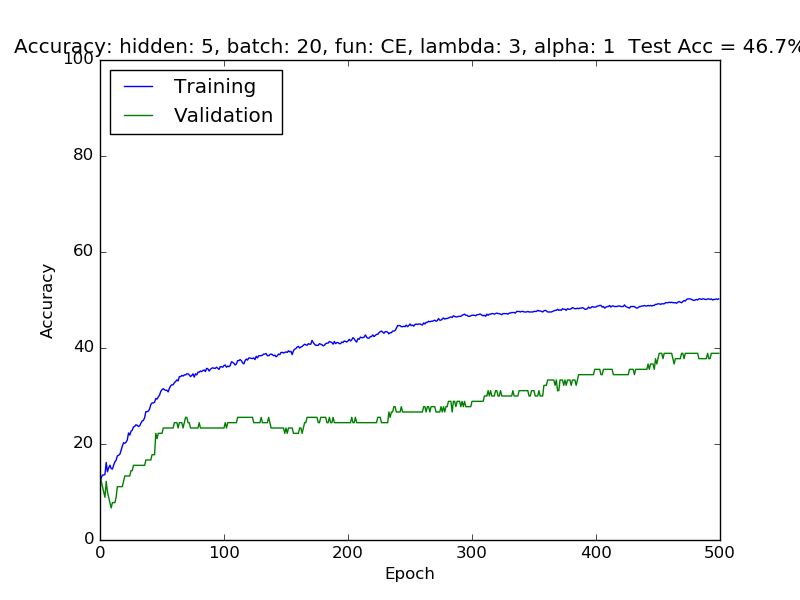 Accuracy: hidden: 5, batch: 20, fun: CE, lambda: 3, alpha: 1  Test Acc = 46.7%
100
80
60
40
20
0
Accuracy
Training
Validation
0 100 200 300 400 500
Epoch